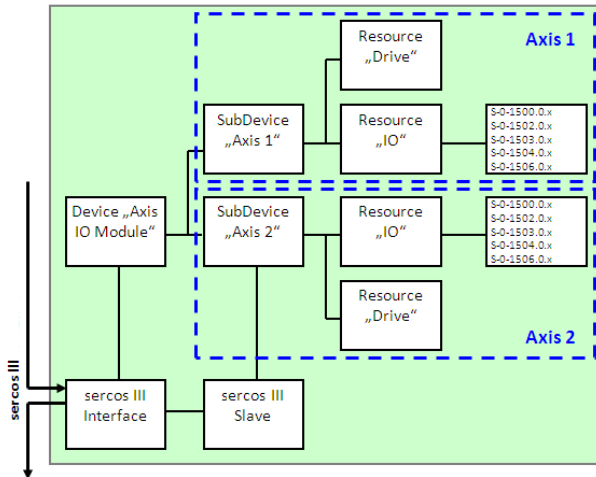 Resource
„Drive“
Axis 1
SubDevice
„Axis 1“
Resource
„IO“
S-0-1500.0.x
S-0-1502.0.x
S-0-1503.0.x
S-0-1504.0.x
S-0-1506.0.x
Device „Axis
IO Module“
SubDevice
„Axis 2“
Resource
„IO“
S-0-1500.0.x
S-0-1502.0.x
S-0-1503.0.x
S-0-1504.0.x
S-0-1506.0.x
Resource
„Drive“
Axis 2
sercos III
sercos III
Interface
sercos III
Slave